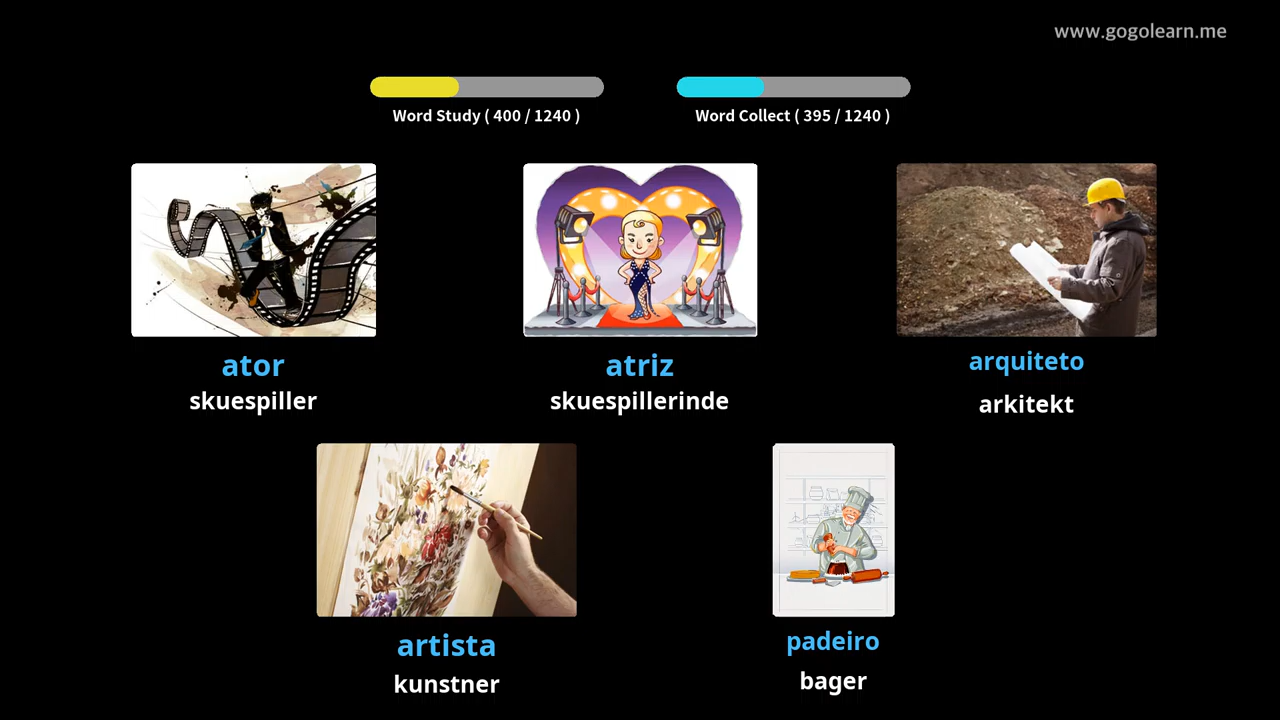 www.gogolearn.me
Word Study ( 400 / 1240 )
Word Collect ( 395 / 1240 )
ator
skuespiller
atriz
skuespillerinde
arquiteto
arkitekt
artista
kunstner
padeiro
bager